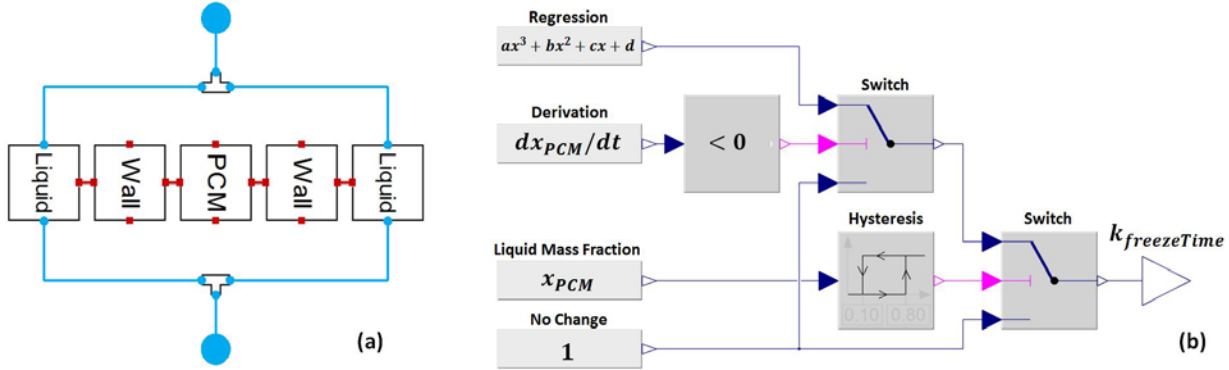 Liquid
Wall
PCM
Wall
Liquid
(a)
Regression
ax³ + bx² + cx + d
Derivation
dx_PCM/dt
< 0
Switch
Liquid Mass Fraction
x_PCM
Hysteresis
0.10 0.80
Switch
k_freezeTime
No Change
1
(b)